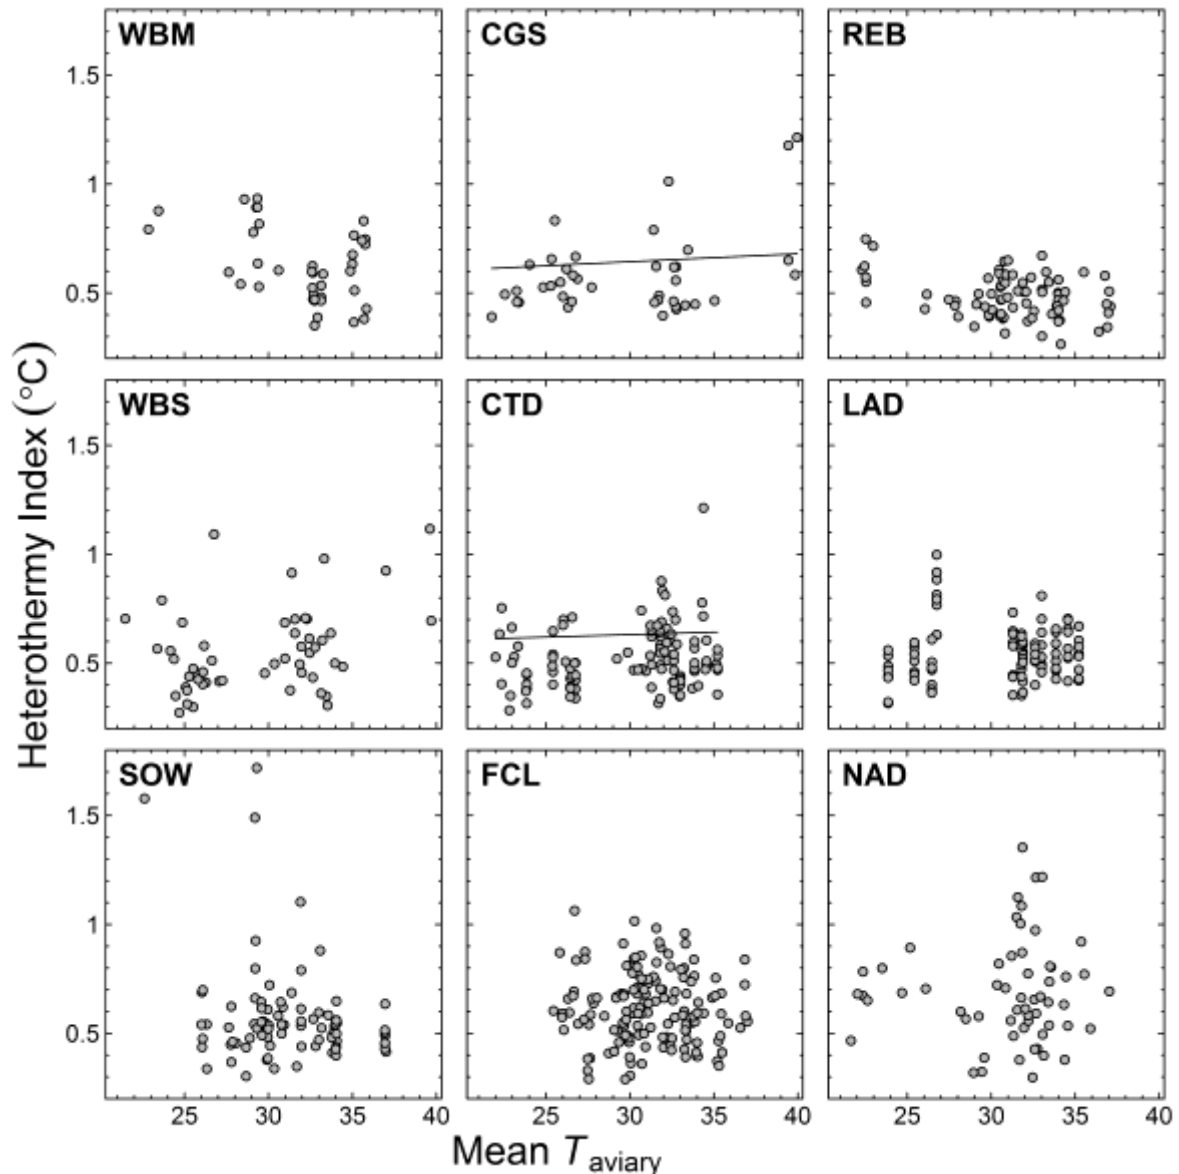 WBM CGS REB
1.5
1
0.5
WBS CTD LAD
1.5
1
0.5
SOW FCL NAD
1.5
1
0.5
25 30 35 40 25 30 35 40 25 30 35 40
Heterothermy Index (°C)
Mean T aviary